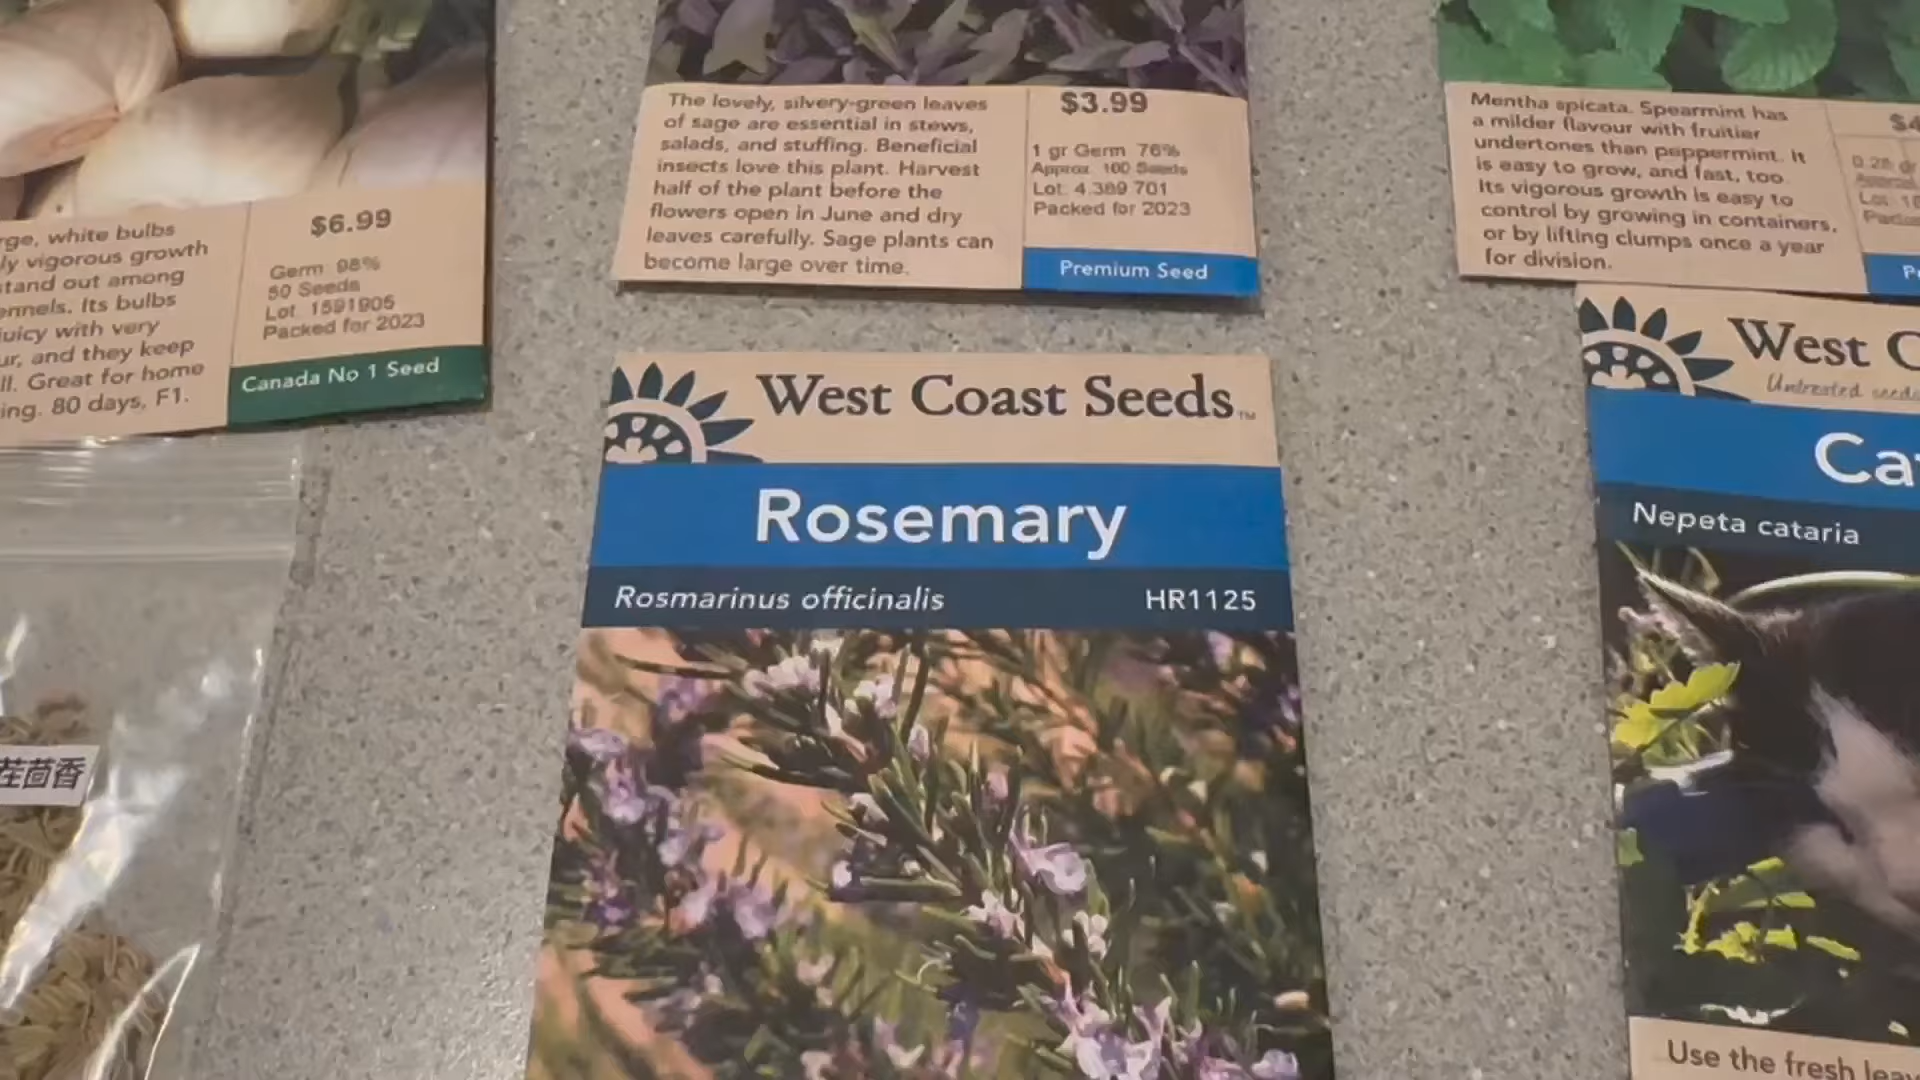 rge, white bulbs
ly vigorous growth
stand out among
ennels. Its bulbs
juicy with very
ur, and they keep
ll. Great for home
ing. 80 days, F1.
$6.99
Germ 98%
50 Seeds
Lot 1591905
Packed for 2023
Canada No 1 Seed
The lovely, silvery-green leaves
of sage are essential in stews,
salads, and stuffing. Beneficial
insects love this plant. Harvest
half of the plant before the
flowers open in June and dry
leaves carefully. Sage plants can
become large over time.
$3.99
1 gr Germ 76%
Approx 100 Seeds
Lot 4.389 701
Packed for 2023
Premium Seed
Mentha spicata. Spearmint has
a milder flavour with fruitier
undertones than peppermint. It
is easy to grow, and fast, too.
Its vigorous growth is easy to
control by growing in containers,
or by lifting clumps once a year
for division.
$4
West Coast Seeds™
Rosemary
Rosmarinus officinalis HR1125
West C
Untreated seeds
Ca
Nepeta cataria
Use the fresh lea
茬茴香